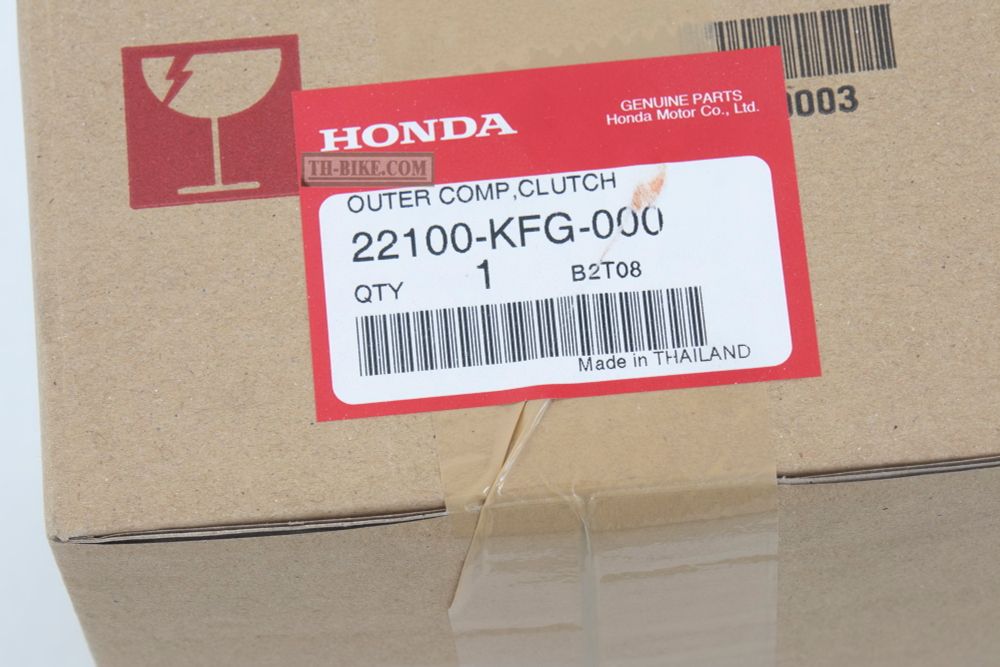 0003
HONDA
GENUINE PARTS
Honda Motor Co., Ltd.
TH-BIKE.COM
OUTER COMP,CLUTCH
22100-KFG-000
QTY 1 B2T08
Made in THAILAND